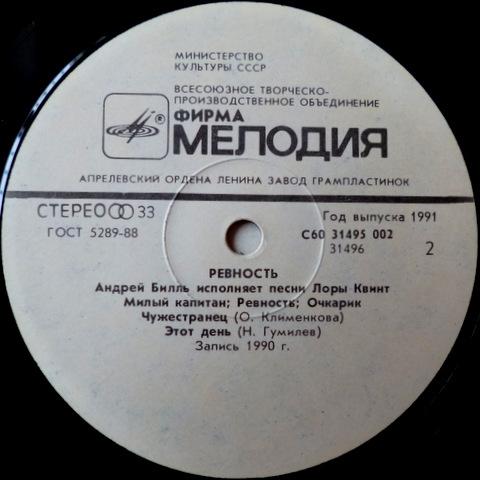 МИНИСТЕРСТВО
КУЛЬТУРЫ СССР
ВСЕСОЮЗНОЕ ТВОРЧЕСКО-
ПРОИЗВОДСТВЕННОЕ ОБЪЕДИНЕНИЕ
®
ФИРМА
МЕЛОДИЯ
АПРЕЛЕВСКИЙ ОРДЕНА ЛЕНИНА ЗАВОД ГРАМПЛАСТИНОК
СТЕРЕО 33
Год выпуска 1991
ГОСТ 5289-88
С60 31495 002
31496
2
РЕВНОСТЬ
Андрей Билль исполняет песни Лоры Квинт
Милый капитан; Ревность; Очкарик
Чужестранец (О. Клименкова)
Этот день (Н. Гумилев)
Запись 1990 г.